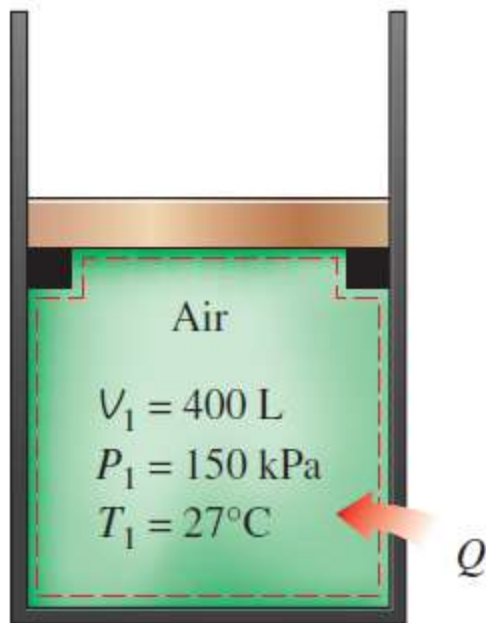 Air
V₁ = 400 L
P₁ = 150 kPa
T₁ = 27°C
Q